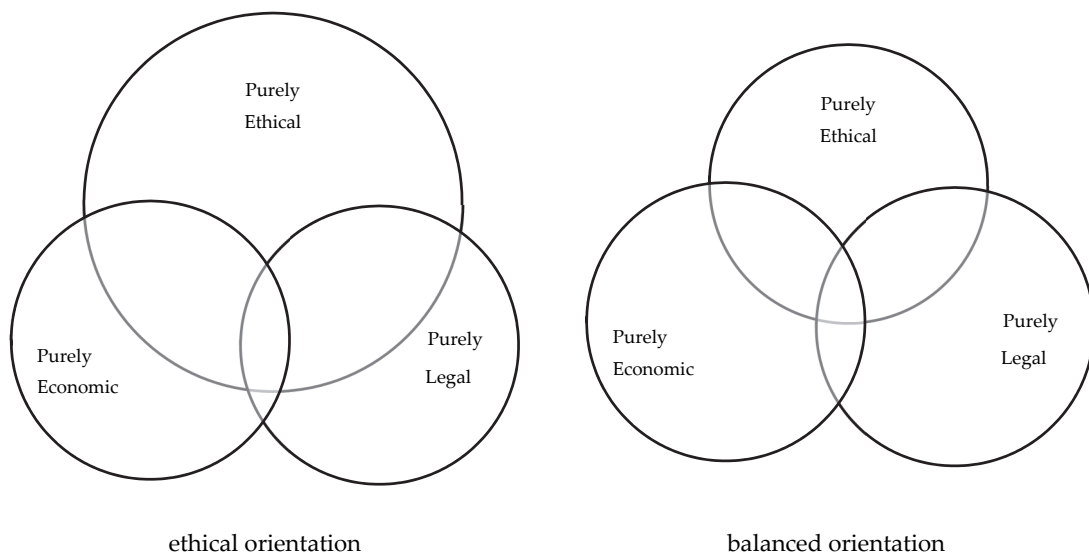 Purely
Ethical
Purely
Economic
Purely
Legal
ethical orientation
Purely
Ethical
Purely
Economic
Purely
Legal
balanced orientation